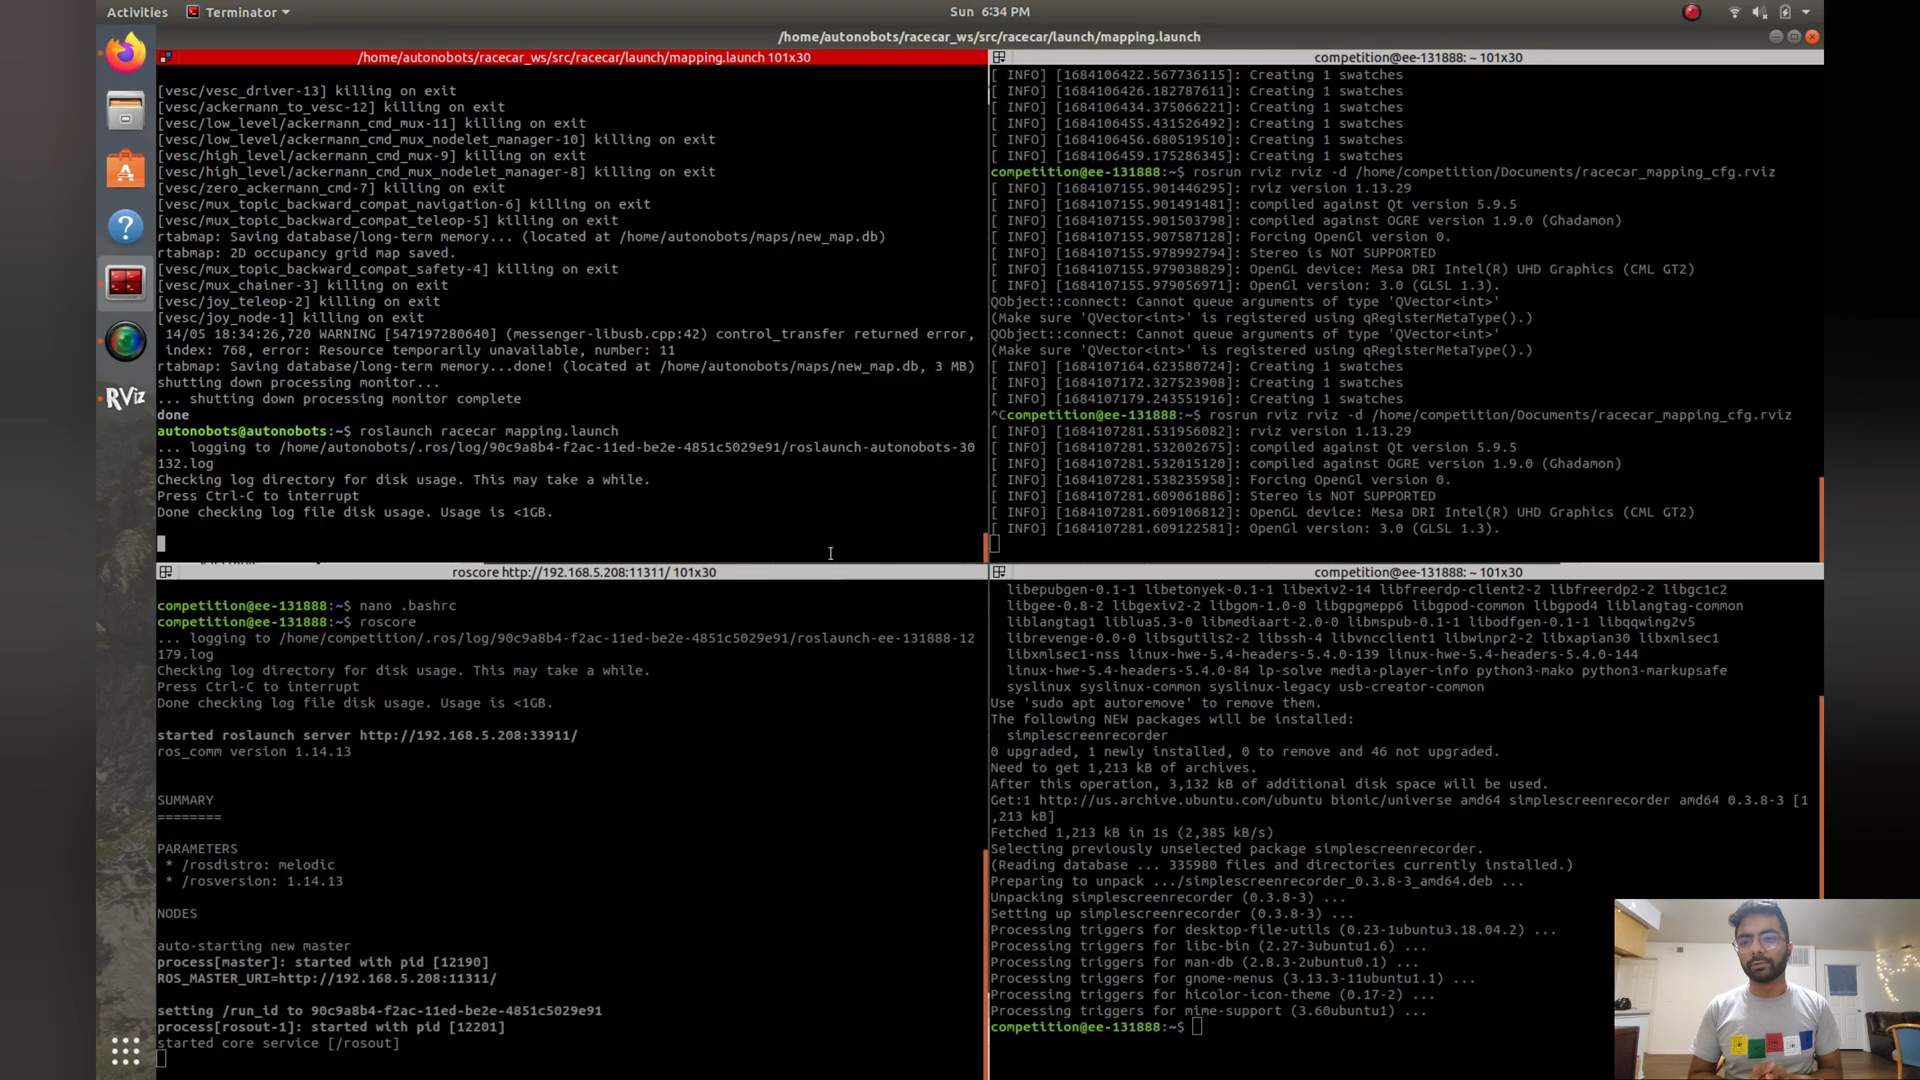 Activities
Terminator
Sun 6:34 PM
/home/autonobots/racecar_ws/src/racecar/launch/mapping.launch
/home/autonobots/racecar_ws/src/racecar/launch/mapping.launch 101x30
[vesc/vesc_driver-13] killing on exit
[vesc/ackermann_to_vesc-12] killing on exit
[vesc/low_level/ackermann_cmd_mux-11] killing on exit
[vesc/low_level/ackermann_cmd_mux_nodelet_manager-10] killing on exit
[vesc/high_level/ackermann_cmd_mux-9] killing on exit
[vesc/high_level/ackermann_cmd_mux_nodelet_manager-8] killing on exit
[vesc/zero_ackermann_cmd-7] killing on exit
[vesc/mux_topic_backward_compat_navigation-6] killing on exit
[vesc/mux_topic_backward_compat_teleop-5] killing on exit
rtabmap: Saving database/long-term memory... (located at /home/autonobots/maps/new_map.db)
rtabmap: 2D occupancy grid map saved.
[vesc/mux_topic_backward_compat_safety-4] killing on exit
[vesc/mux_chainer-3] killing on exit
[vesc/joy_teleop-2] killing on exit
[vesc/joy_node-1] killing on exit
14/05 18:34:26,720 WARNING [547197280640] (messenger-libusb.cpp:42) control_transfer returned error,
index: 768, error: Resource temporarily unavailable, number: 11
rtabmap: Saving database/long-term memory...done! (located at /home/autonobots/maps/new_map.db, 3 MB)
shutting down processing monitor...
... shutting down processing monitor complete
done
autonobots@autonobots:~$ roslaunch racecar mapping.launch
... logging to /home/autonobots/.ros/log/90c9a8b4-f2ac-11ed-be2e-4851c5029e91/roslaunch-autonobots-30
132.log
Checking log directory for disk usage. This may take a while.
Press Ctrl-C to interrupt
Done checking log file disk usage. Usage is <1GB.
competition@ee-131888: ~ 101x30
[ INFO] [1684106422.567736115]: Creating 1 swatches
[ INFO] [1684106426.182787611]: Creating 1 swatches
[ INFO] [1684106434.375066221]: Creating 1 swatches
[ INFO] [1684106455.431526492]: Creating 1 swatches
[ INFO] [1684106456.680519510]: Creating 1 swatches
[ INFO] [1684106459.175286345]: Creating 1 swatches
competition@ee-131888:~$ rosrun rviz rviz -d /home/competition/Documents/racecar_mapping_cfg.rviz
[ INFO] [1684107155.901446295]: rviz version 1.13.29
[ INFO] [1684107155.901491481]: compiled against Qt version 5.9.5
[ INFO] [1684107155.901503798]: compiled against OGRE version 1.9.0 (Ghadamon)
[ INFO] [1684107155.907587128]: Forcing OpenGl version 0.
[ INFO] [1684107155.978992794]: Stereo is NOT SUPPORTED
[ INFO] [1684107155.979038829]: OpenGL device: Mesa DRI Intel(R) UHD Graphics (CML GT2)
[ INFO] [1684107155.979056971]: OpenGl version: 3.0 (GLSL 1.3).
QObject::connect: Cannot queue arguments of type 'QVector<int>'
(Make sure 'QVector<int>' is registered using qRegisterMetaType().)
QObject::connect: Cannot queue arguments of type 'QVector<int>'
(Make sure 'QVector<int>' is registered using qRegisterMetaType().)
[ INFO] [1684107164.623580724]: Creating 1 swatches
[ INFO] [1684107172.327523908]: Creating 1 swatches
[ INFO] [1684107179.243551916]: Creating 1 swatches
^Ccompetition@ee-131888:~$ rosrun rviz rviz -d /home/competition/Documents/racecar_mapping_cfg.rviz
[ INFO] [1684107281.531956082]: rviz version 1.13.29
[ INFO] [1684107281.532002675]: compiled against Qt version 5.9.5
[ INFO] [1684107281.532015120]: compiled against OGRE version 1.9.0 (Ghadamon)
[ INFO] [1684107281.538235958]: Forcing OpenGl version 0.
[ INFO] [1684107281.609061886]: Stereo is NOT SUPPORTED
[ INFO] [1684107281.609106812]: OpenGL device: Mesa DRI Intel(R) UHD Graphics (CML GT2)
[ INFO] [1684107281.609122581]: OpenGl version: 3.0 (GLSL 1.3).
roscore http://192.168.5.208:11311/ 101x30
competition@ee-131888:~$ nano .bashrc
competition@ee-131888:~$ roscore
... logging to /home/competition/.ros/log/90c9a8b4-f2ac-11ed-be2e-4851c5029e91/roslaunch-ee-131888-12
179.log
Checking log directory for disk usage. This may take a while.
Press Ctrl-C to interrupt
Done checking log file disk usage. Usage is <1GB.
started roslaunch server http://192.168.5.208:33911/
ros_comm version 1.14.13
SUMMARY
========
PARAMETERS
* /rosdistro: melodic
* /rosversion: 1.14.13
NODES
auto-starting new master
process[master]: started with pid [12190]
ROS_MASTER_URI=http://192.168.5.208:11311/
setting /run_id to 90c9a8b4-f2ac-11ed-be2e-4851c5029e91
process[rosout-1]: started with pid [12201]
started core service [/rosout]
competition@ee-131888: ~ 101x30
libepubgen-0.1-1 libetonyek-0.1-1 libexiv2-14 libfreerdp-client2-2 libfreerdp2-2 libgc1c2
libgee-0.8-2 libgexiv2-2 libgom-1.0-0 libgpgmepp6 libgpod-common libgpod4 liblangtag-common
liblangtag1 liblua5.3-0 libmediaart-2.0-0 libmspub-0.1-1 libodfgen-0.1-1 libqqwing2v5
librevenge-0.0-0 libsgutils2-2 libssh-4 libvncclient1 libwinpr2-2 libxapian30 libxmlsec1
libxmlsec1-nss linux-hwe-5.4-headers-5.4.0-139 linux-hwe-5.4-headers-5.4.0-144
linux-hwe-5.4-headers-5.4.0-84 lp-solve media-player-info python3-mako python3-markupsafe
syslinux syslinux-common syslinux-legacy usb-creator-common
Use 'sudo apt autoremove' to remove them.
The following NEW packages will be installed:
simplescreenrecorder
0 upgraded, 1 newly installed, 0 to remove and 46 not upgraded.
Need to get 1,213 kB of archives.
After this operation, 3,132 kB of additional disk space will be used.
Get:1 http://us.archive.ubuntu.com/ubuntu bionic/universe amd64 simplescreenrecorder amd64 0.3.8-3 [1
,213 kB]
Fetched 1,213 kB in 1s (2,385 kB/s)
Selecting previously unselected package simplescreenrecorder.
(Reading database ... 335980 files and directories currently installed.)
Preparing to unpack .../simplescreenrecorder_0.3.8-3_amd64.deb ...
Unpacking simplescreenrecorder (0.3.8-3) ...
Setting up simplescreenrecorder (0.3.8-3) ...
Processing triggers for desktop-file-utils (0.23-1ubuntu3.18.04.2) ...
Processing triggers for libc-bin (2.27-3ubuntu1.6) ...
Processing triggers for man-db (2.8.3-2ubuntu0.1) ...
Processing triggers for gnome-menus (3.13.3-11ubuntu1.1) ...
Processing triggers for hicolor-icon-theme (0.17-2) ...
Processing triggers for mime-support (3.60ubuntu1) ...
competition@ee-131888:~$
RViz